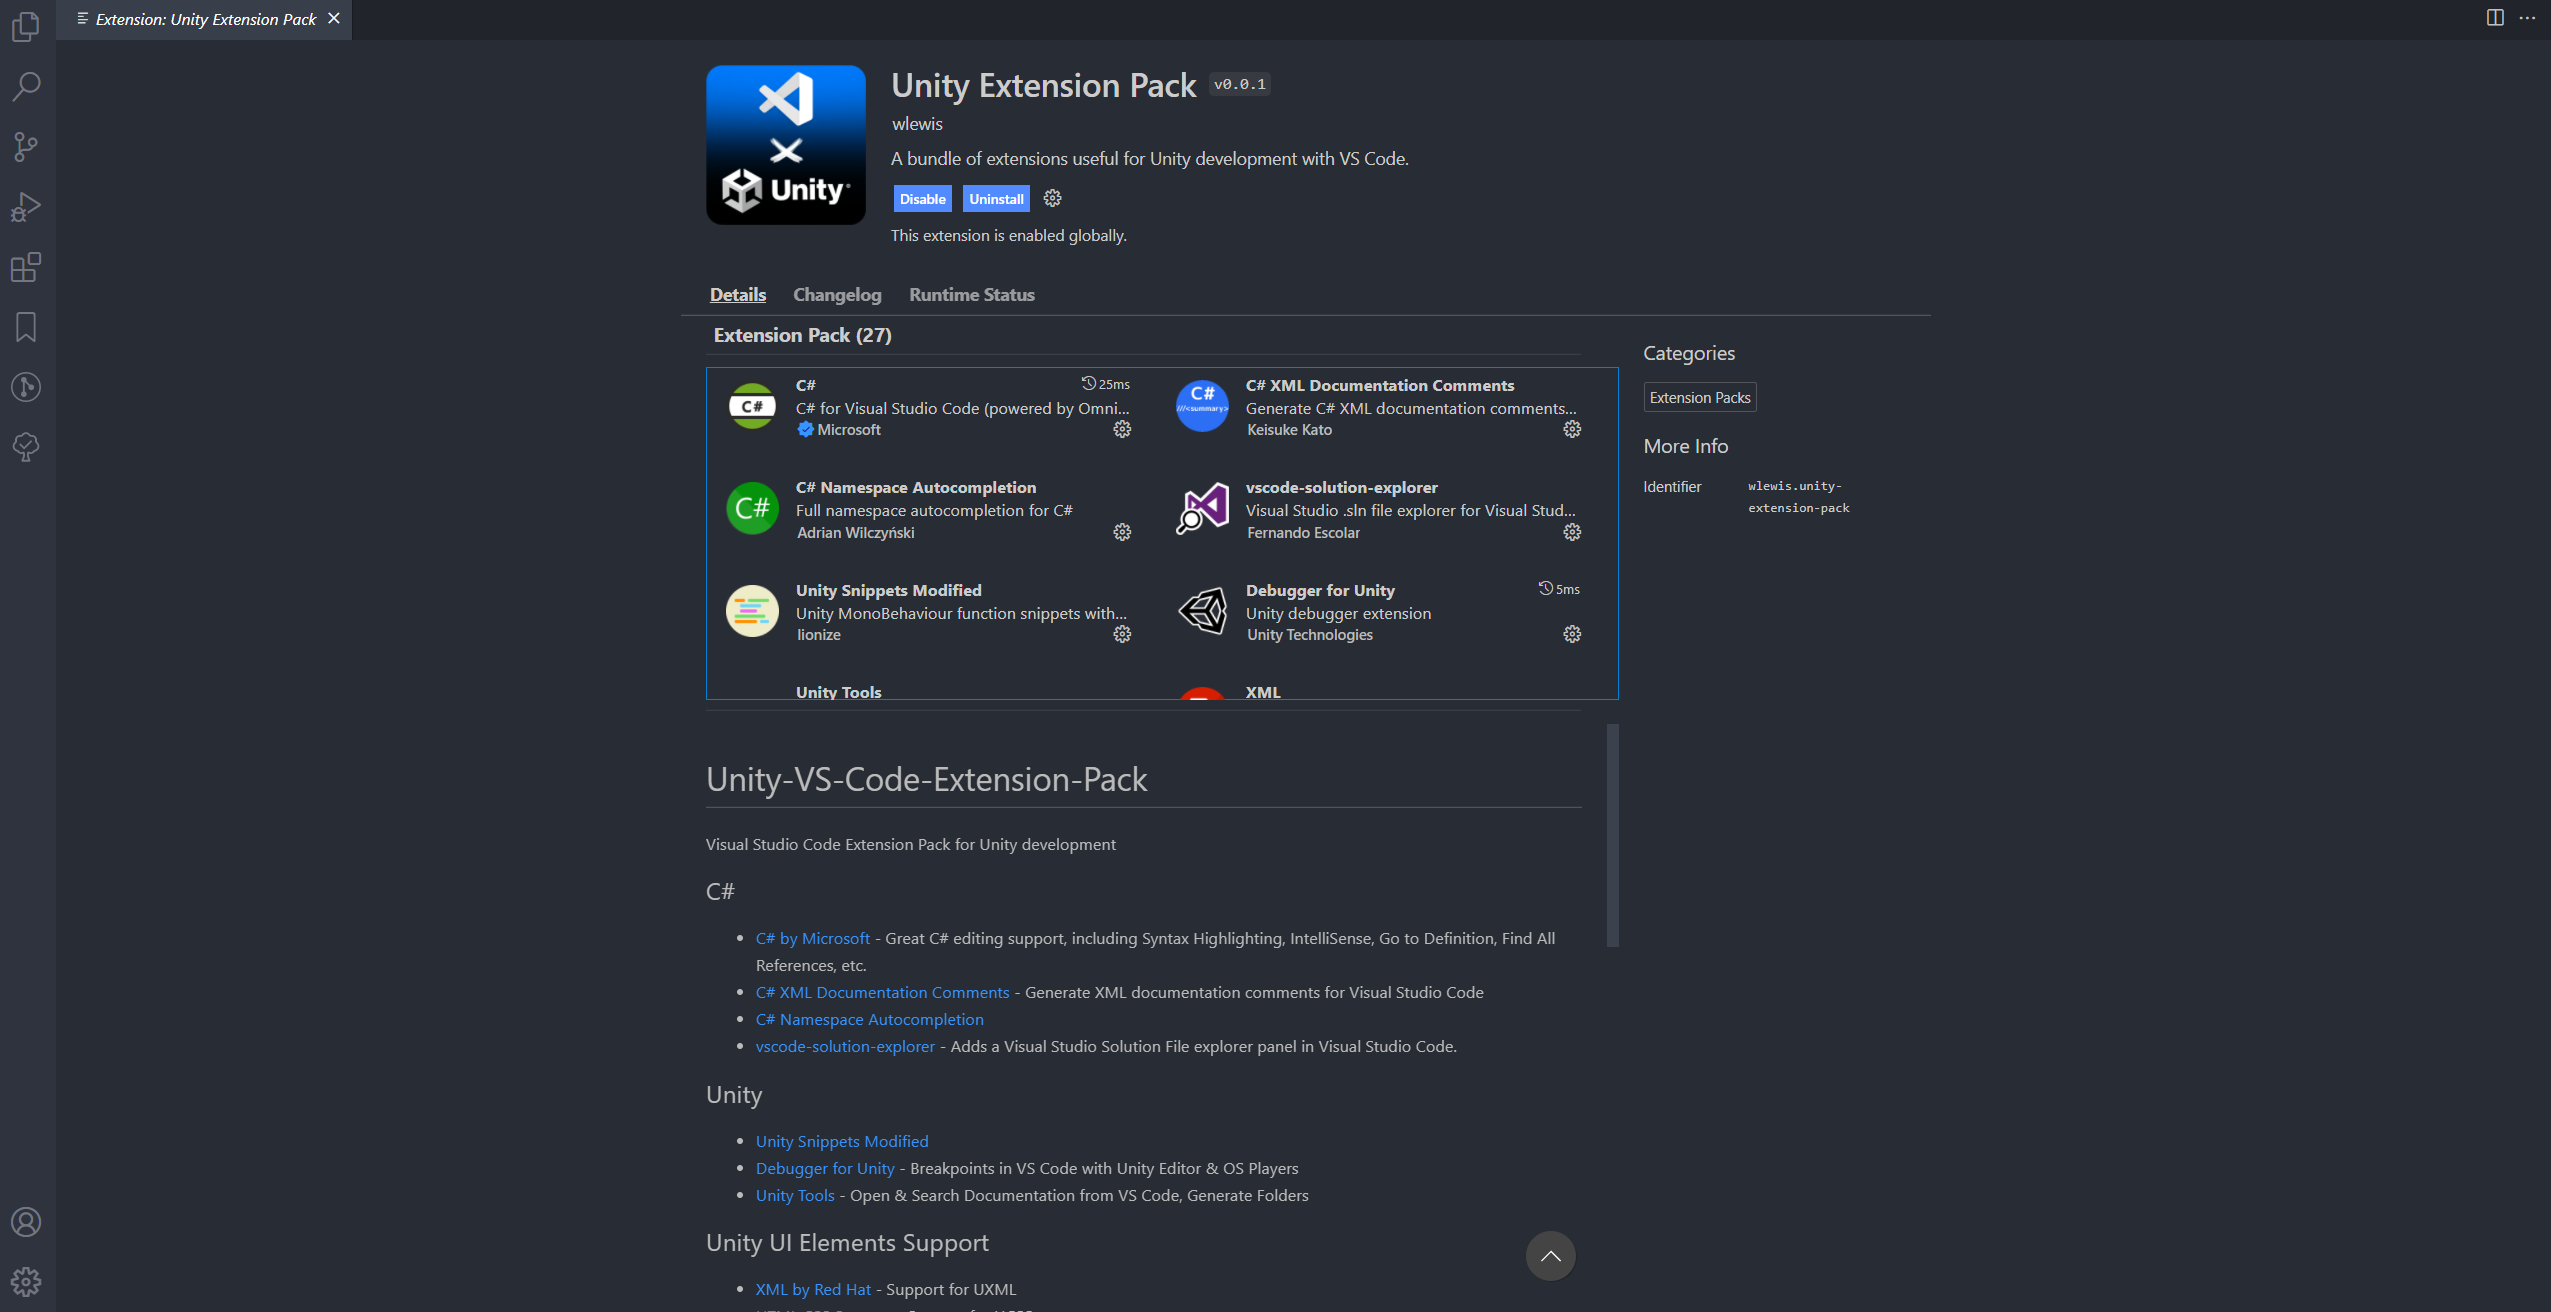 Extension: Unity Extension Pack
Unity
Unity Extension Pack v0.0.1
wlewis
A bundle of extensions useful for Unity development with VS Code.
Disable Uninstall
This extension is enabled globally.
Details Changelog Runtime Status
Extension Pack (27)
C# 25ms
C#
C# for Visual Studio Code (powered by Omni...
Microsoft
C# XML Documentation Comments
C#
///<summary>
Generate C# XML documentation comments...
Keisuke Kato
C# Namespace Autocompletion
C#
Full namespace autocompletion for C#
Adrian Wilczyński
vscode-solution-explorer
Visual Studio .sln file explorer for Visual Stud...
Fernando Escolar
Unity Snippets Modified
Unity MonoBehaviour function snippets with...
lionize
Debugger for Unity 5ms
Unity debugger extension
Unity Technologies
Unity Tools
XML
Categories
Extension Packs
More Info
Identifier wlewis.unity-
extension-pack
Unity-VS-Code-Extension-Pack
Visual Studio Code Extension Pack for Unity development
C#
C# by Microsoft - Great C# editing support, including Syntax Highlighting, IntelliSense, Go to Definition, Find All
References, etc.
C# XML Documentation Comments - Generate XML documentation comments for Visual Studio Code
C# Namespace Autocompletion
vscode-solution-explorer - Adds a Visual Studio Solution File explorer panel in Visual Studio Code.
Unity
Unity Snippets Modified
Debugger for Unity - Breakpoints in VS Code with Unity Editor & OS Players
Unity Tools - Open & Search Documentation from VS Code, Generate Folders
Unity UI Elements Support
XML by Red Hat - Support for UXML